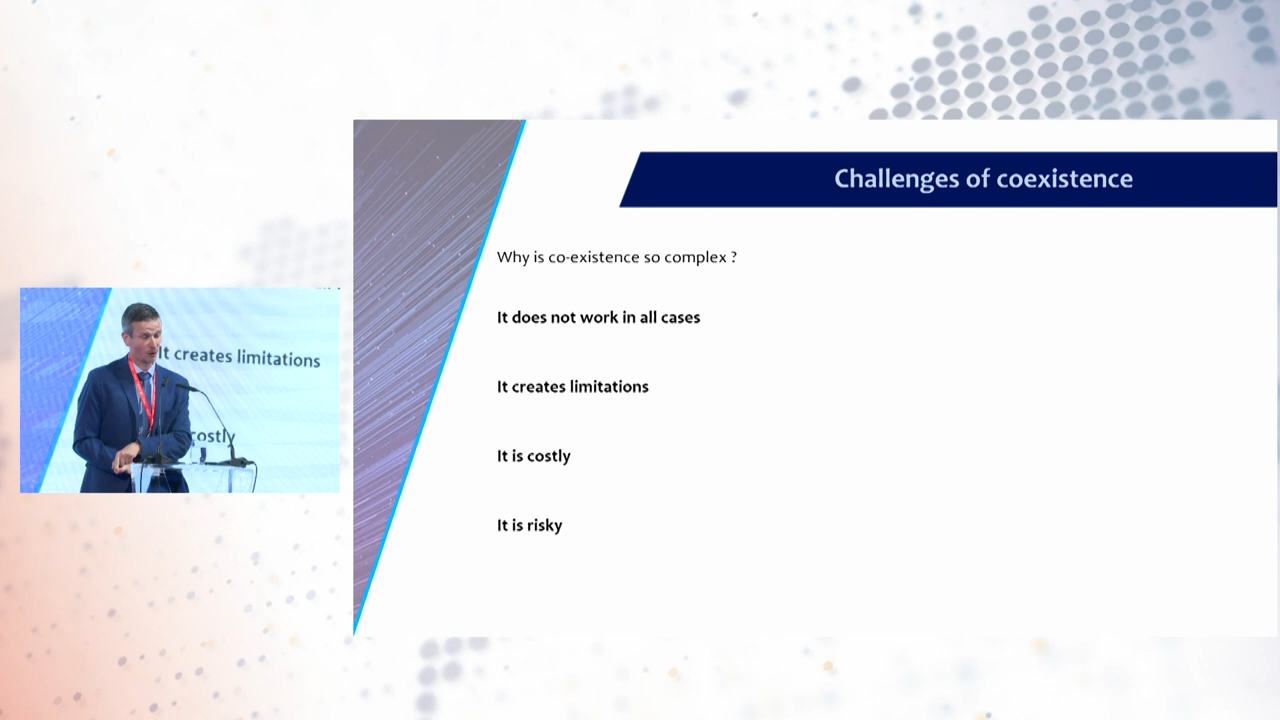 Challenges of coexistence
Why is co-existence so complex ?
It does not work in all cases
It creates limitations
It is costly
It is risky
It creates limitations
costly